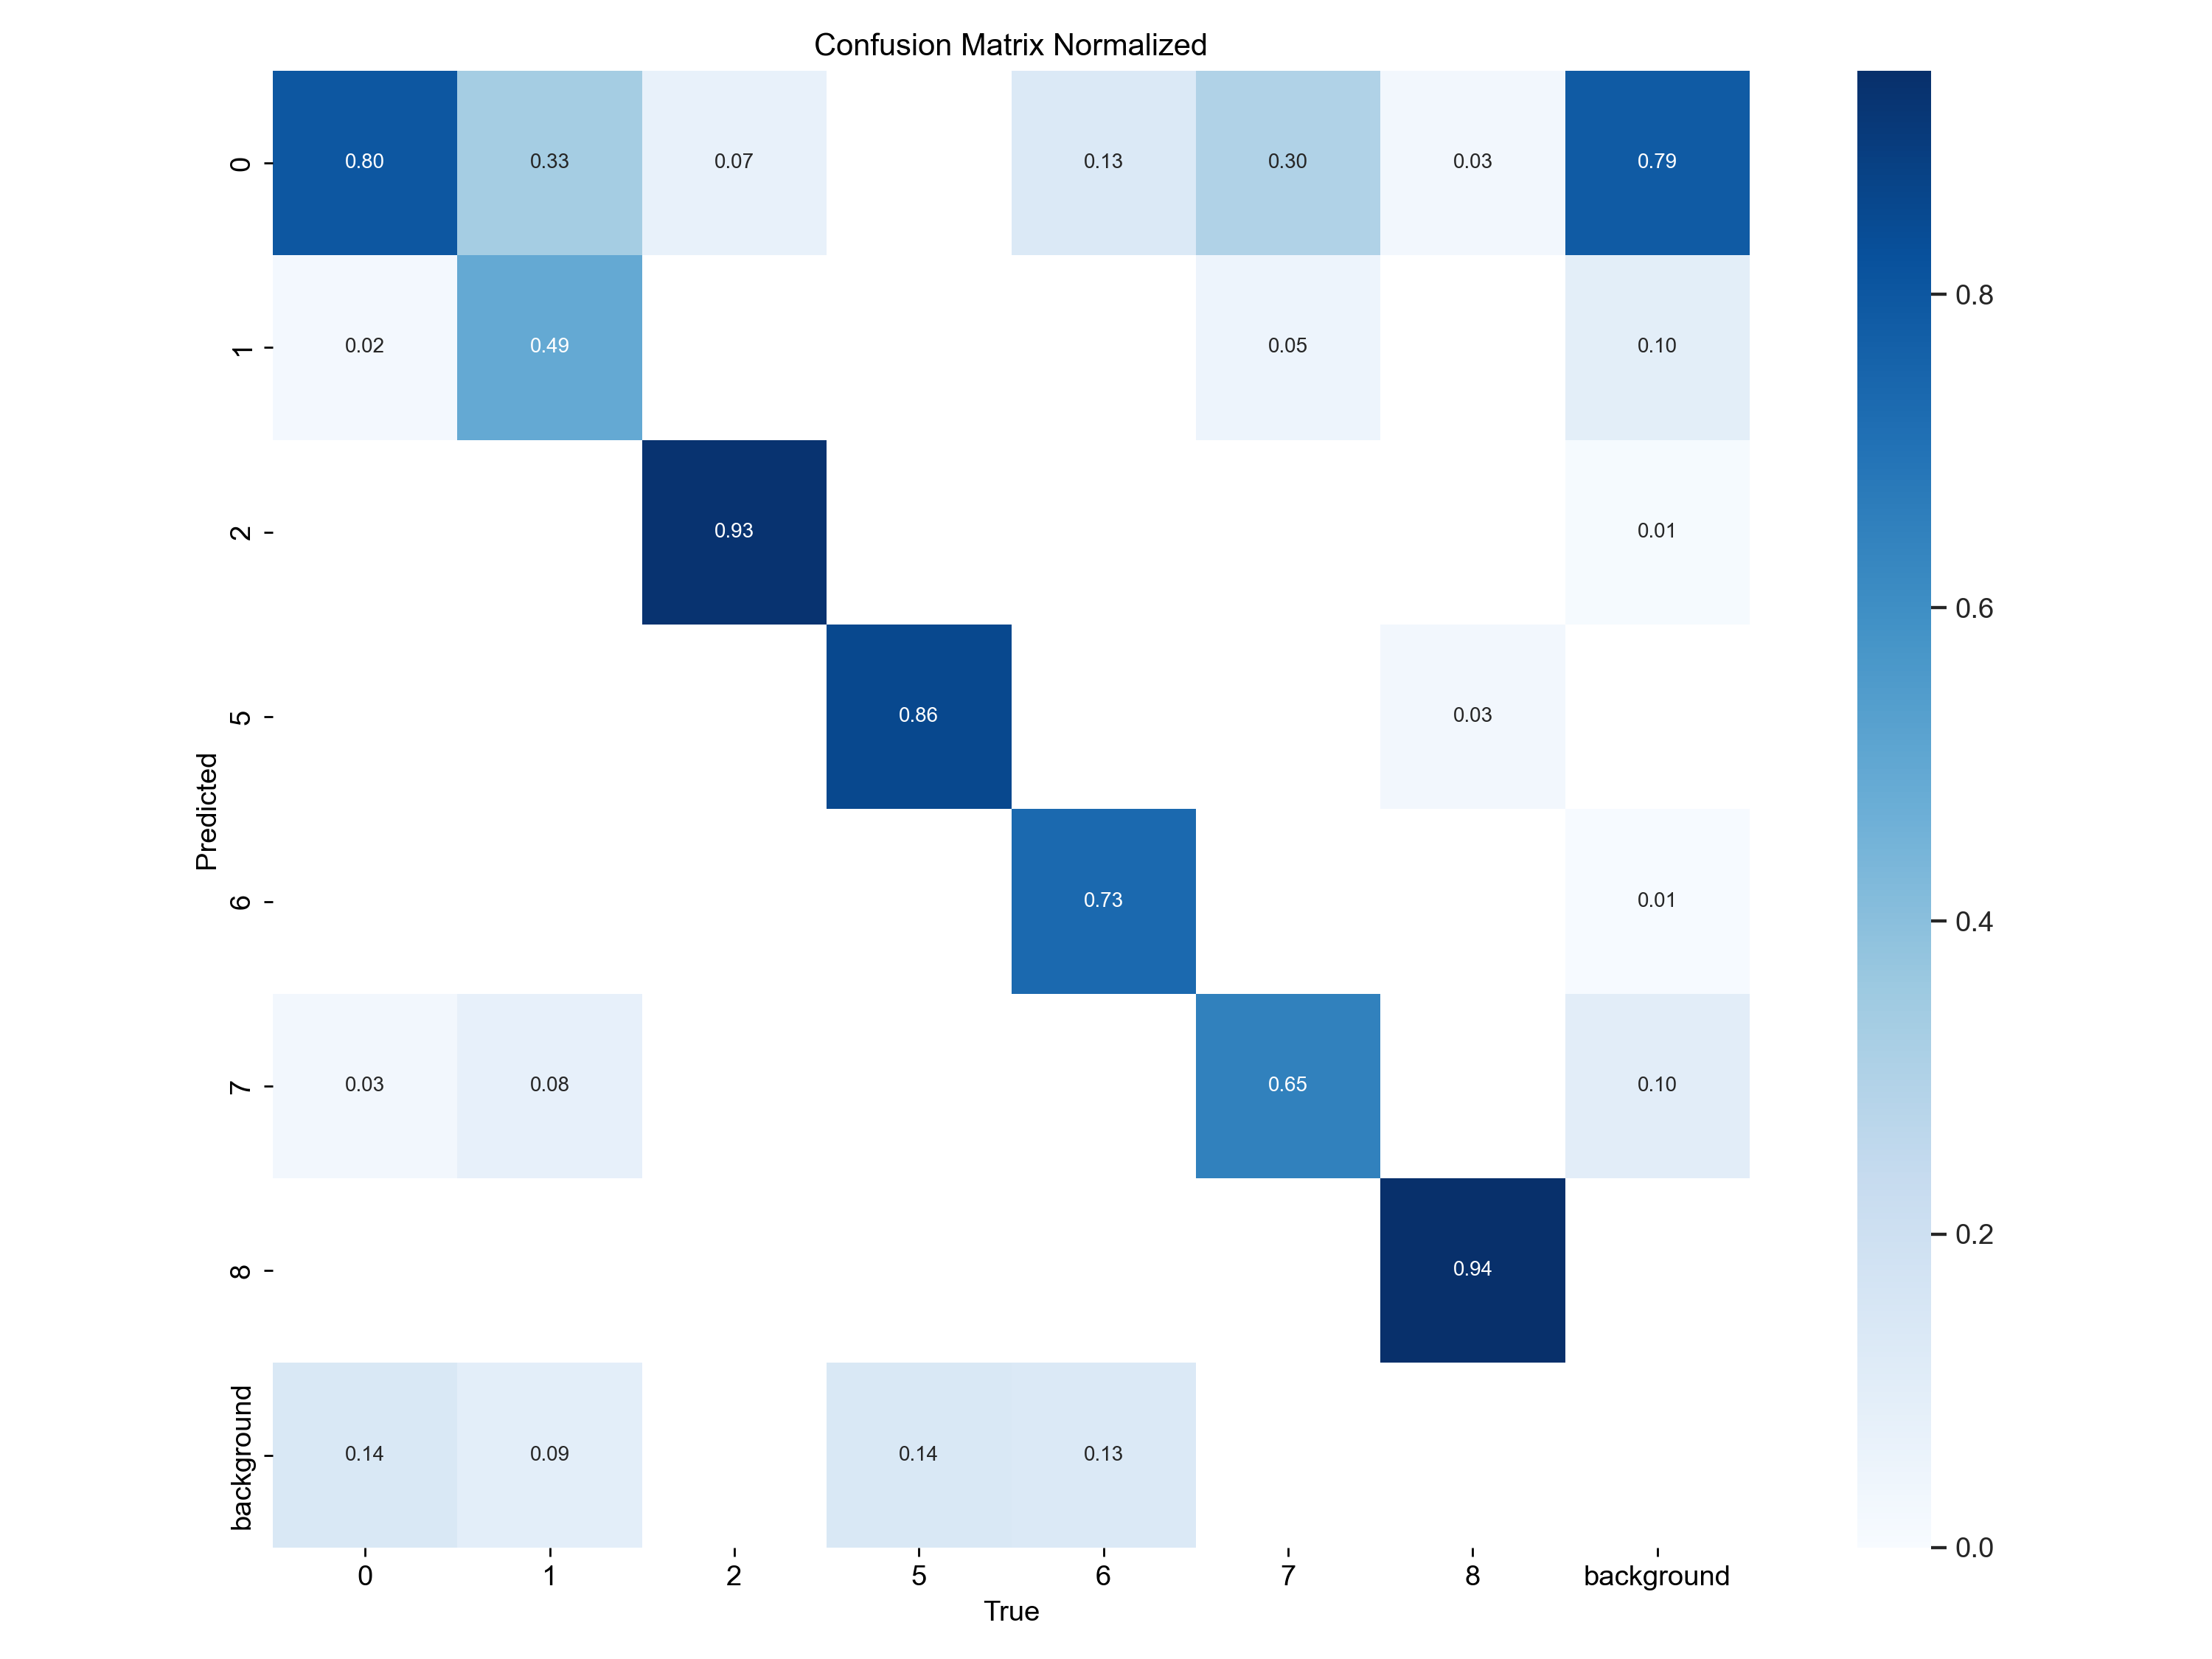 Confusion Matrix Normalized
0 0.80 0.33 0.07 0.13 0.30 0.03 0.79
1 0.02 0.49 0.05 0.10
2 0.93 0.01
5 0.86 0.03
6 0.73 0.01
7 0.03 0.08 0.65 0.10
8 0.94
background 0.14 0.09 0.14 0.13
0 1 2 5 6 7 8 background
True
Predicted
0.8
0.6
0.4
0.2
0.0